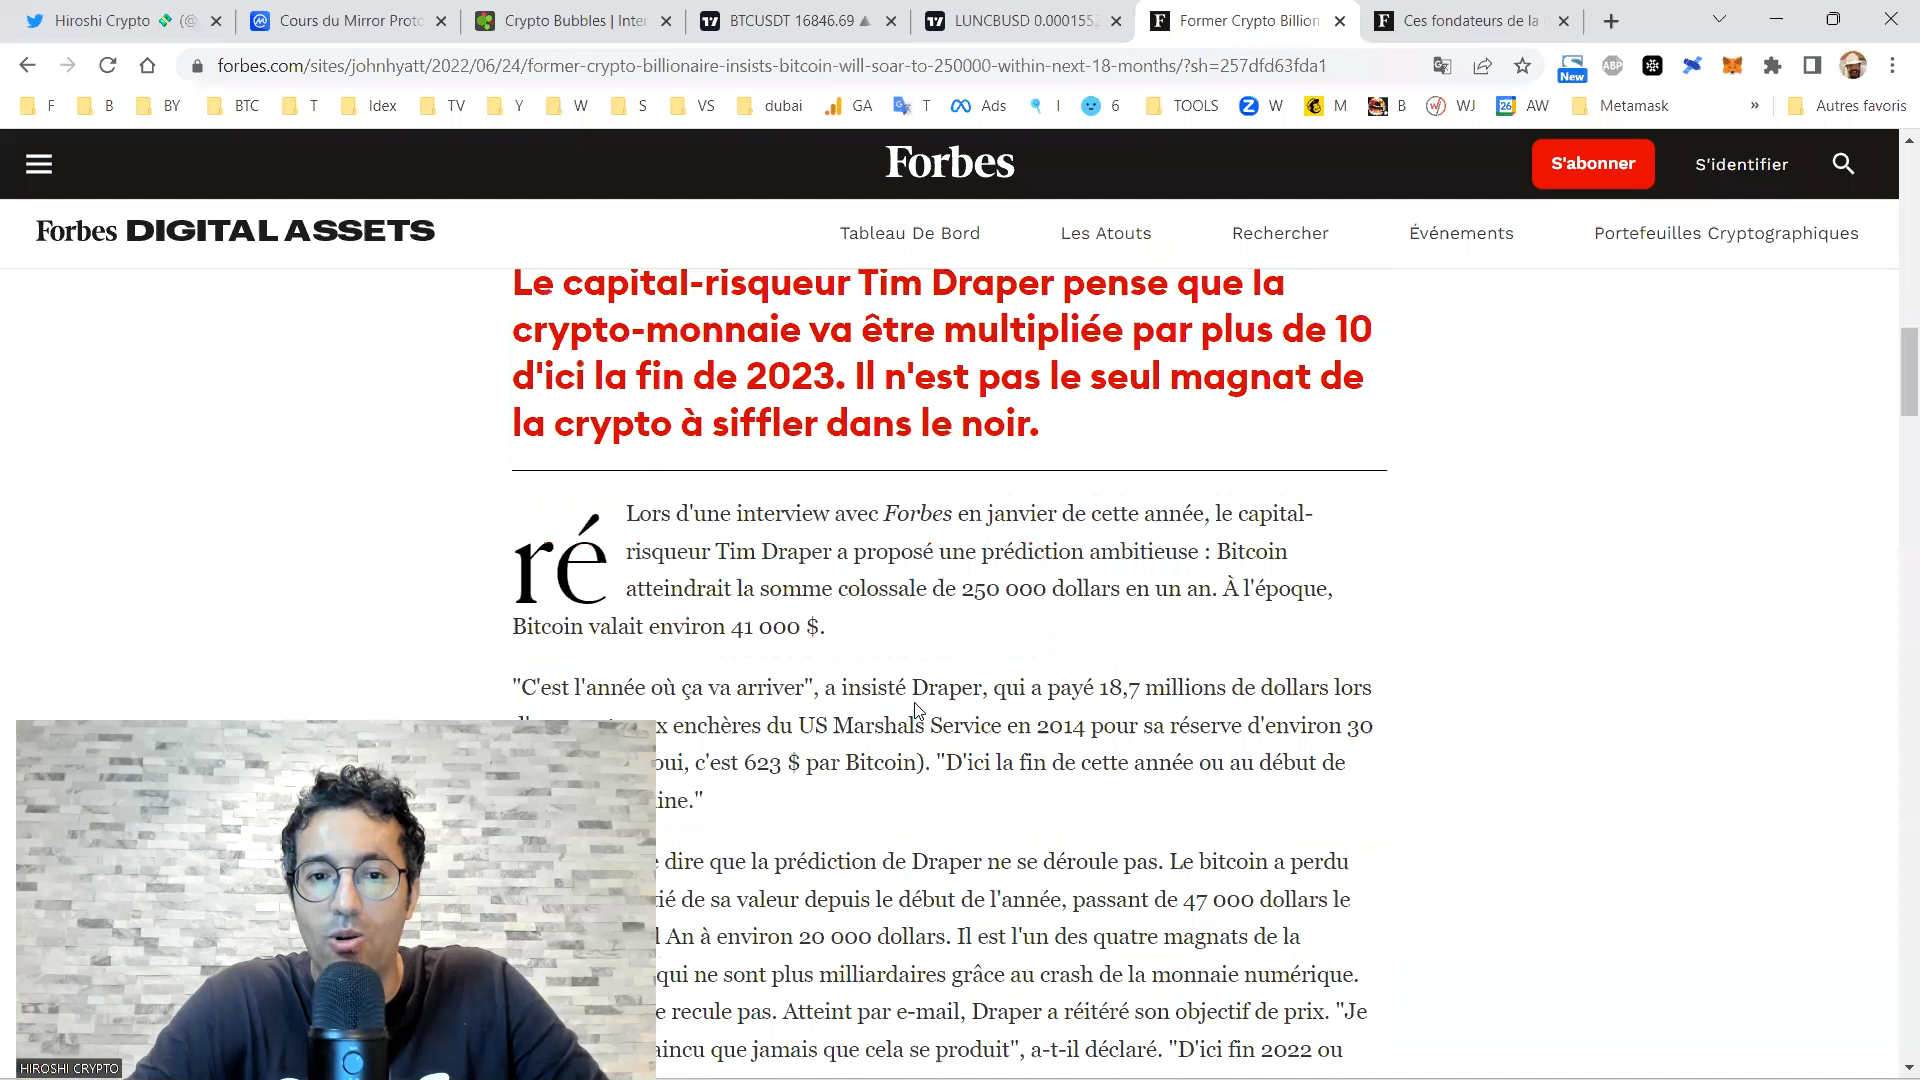 Hiroshi Crypto 💸 (@
Cours du Mirror Proto
Crypto Bubbles | Inter
BTCUSDT 16846.69 ▲
LUNCBUSD 0.0001552
Former Crypto Billion
Ces fondateurs de la
forbes.com/sites/johnhyatt/2022/06/24/former-crypto-billionaire-insists-bitcoin-will-soar-to-250000-within-next-18-months/?sh=257dfd63fda1
New
ABP
F B BY BTC T Idex TV Y W S VS dubai GA T Ads I 6 TOOLS W M B WJ 26 AW Metamask » Autres favoris
Forbes
S'abonner
S'identifier
Forbes DIGITAL ASSETS
Tableau De Bord
Les Atouts
Rechercher
Événements
Portefeuilles Cryptographiques
Le capital-risqueur Tim Draper pense que la
crypto-monnaie va être multipliée par plus de 10
d'ici la fin de 2023. Il n'est pas le seul magnat de
la crypto à siffler dans le noir.
ré
Lors d'une interview avec Forbes en janvier de cette année, le capital-
risqueur Tim Draper a proposé une prédiction ambitieuse : Bitcoin
atteindrait la somme colossale de 250 000 dollars en un an. À l'époque,
Bitcoin valait environ 41 000 $.
"C'est l'année où ça va arriver", a insisté Draper, qui a payé 18,7 millions de dollars lors
x enchères du US Marshals Service en 2014 pour sa réserve d'environ 30
oui, c'est 623 $ par Bitcoin). "D'ici la fin de cette année ou au début de
ine."
dire que la prédiction de Draper ne se déroule pas. Le bitcoin a perdu
ié de sa valeur depuis le début de l'année, passant de 47 000 dollars le
l An à environ 20 000 dollars. Il est l'un des quatre magnats de la
qui ne sont plus milliardaires grâce au crash de la monnaie numérique.
e recule pas. Atteint par e-mail, Draper a réitéré son objectif de prix. "Je
aincu que jamais que cela se produit", a-t-il déclaré. "D'ici fin 2022 ou
HIROSHI CRYPTO